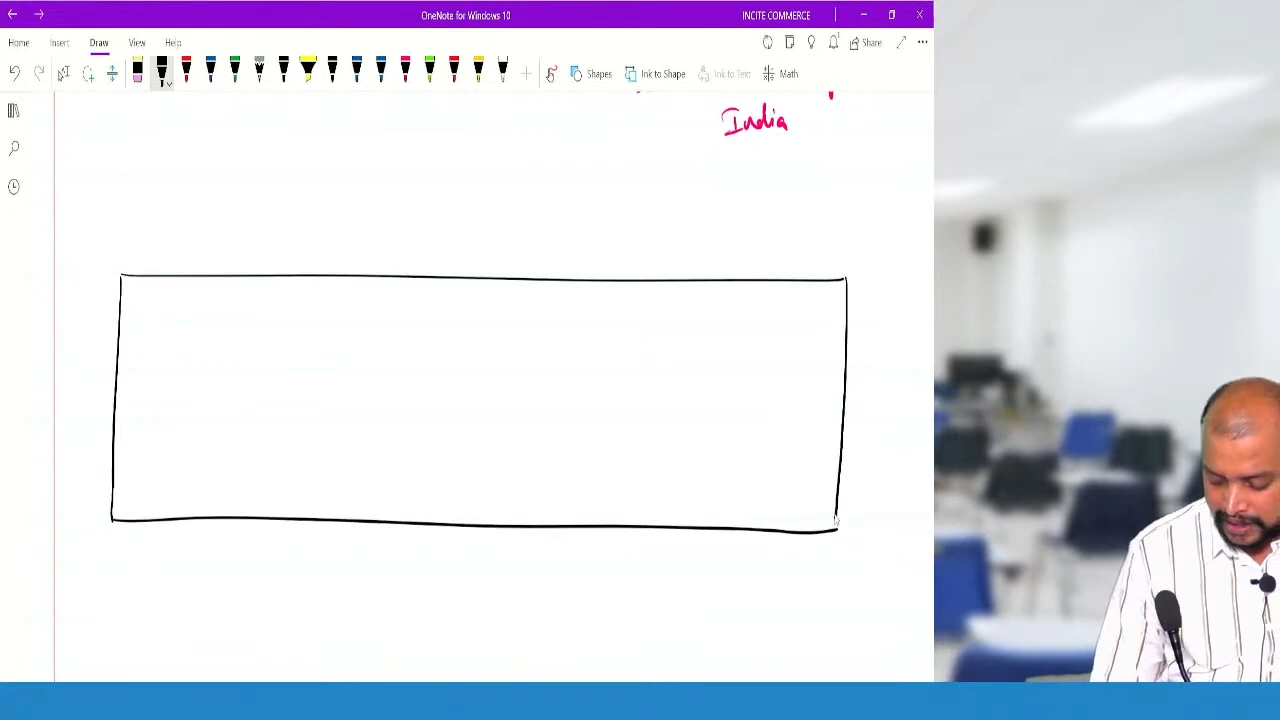 OneNote for Windows 10
INCITE COMMERCE
Home Insert Draw View Help
Share
Shapes
Ink to Shape
Ink to Text
Math
India